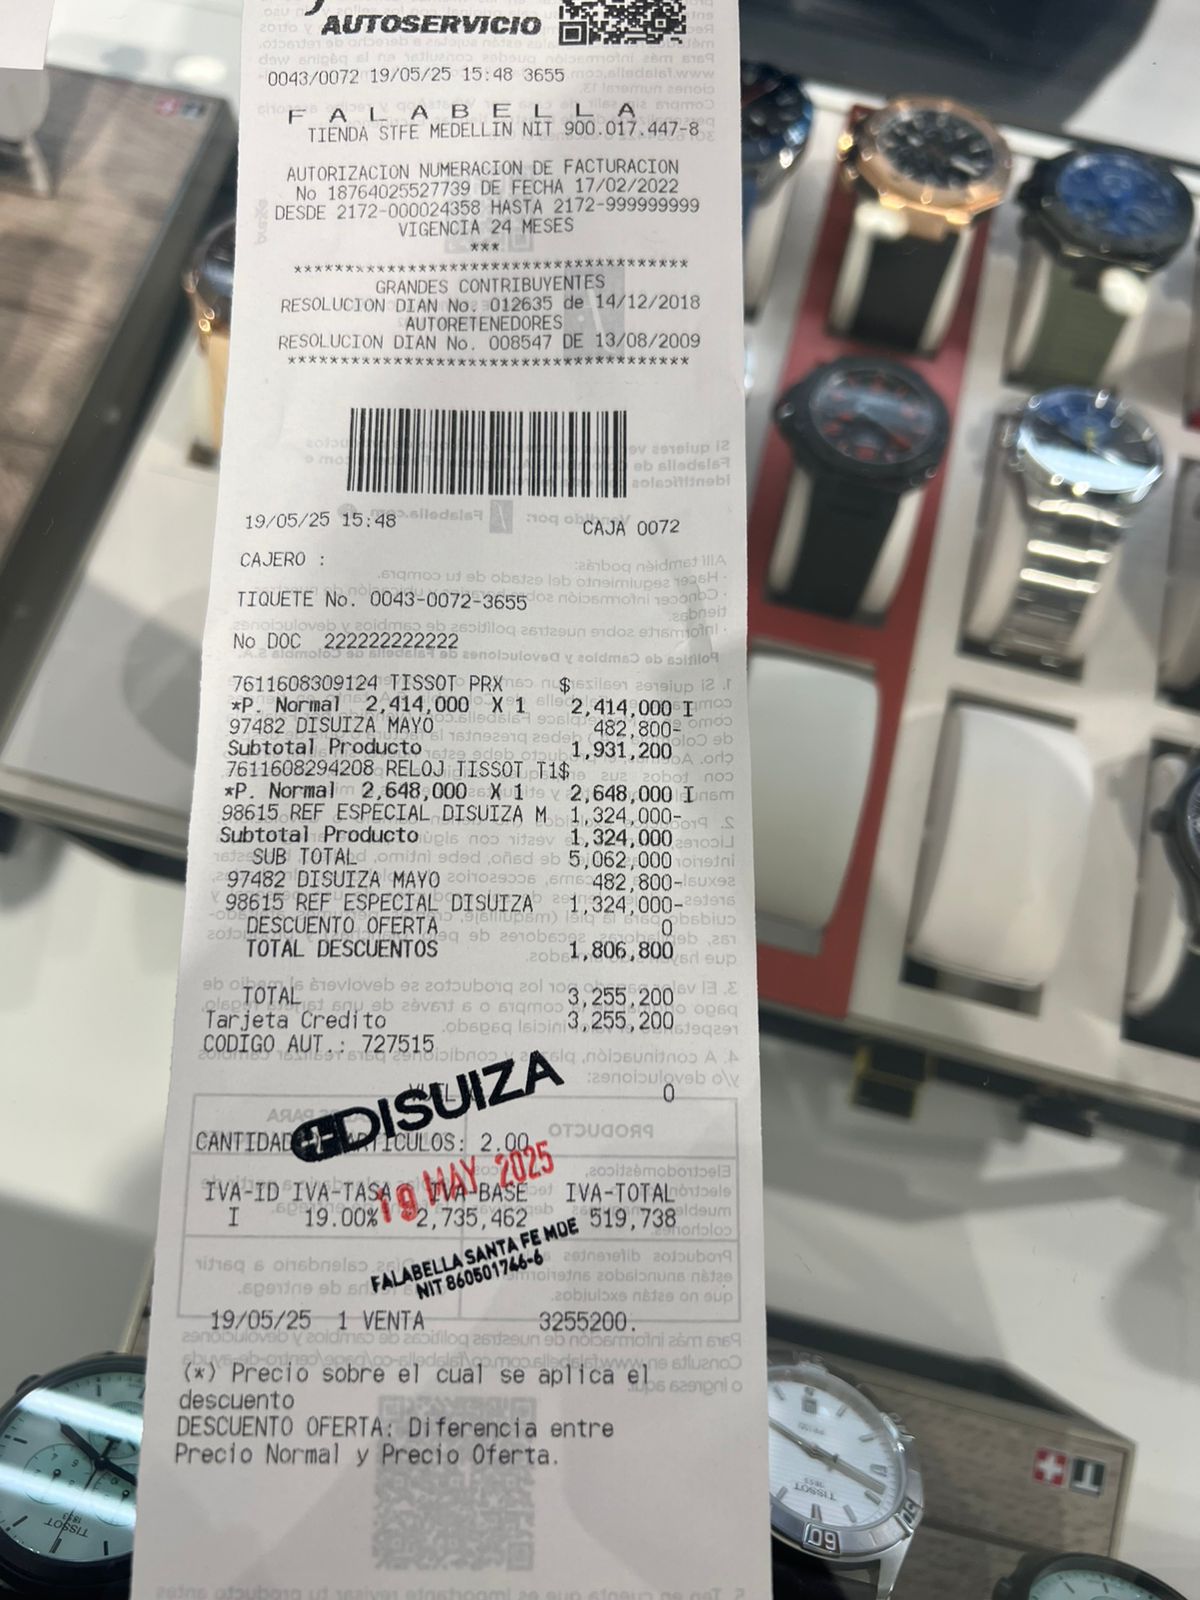 AUTOSERVICIO
0043/0072 19/05/25 15:48 3655
F A L A B E L L A
TIENDA STFE MEDELLIN NIT 900.017.447-8
AUTORIZACION NUMERACION DE FACTURACION
No 18764025527739 DE FECHA 17/02/2022
DESDE 2172-000024358 HASTA 2172-999999999
VIGENCIA 24 MESES
***
**************************************
GRANDES CONTRIBUYENTES
RESOLUCION DIAN No. 012635 de 14/12/2018
AUTORETENEDORES
RESOLUCION DIAN No. 008547 DE 13/08/2009
**************************************
19/05/25 15:48 CAJA 0072
CAJERO :
TIQUETE No. 0043-0072-3655
No DOC 222222222222
7611608309124 TISSOT PRX $
*P. Normal 2,414,000 X 1 2,414,000 I
97482 DISUIZA MAYO 482,800-
Subtotal Producto 1,931,200
7611608294208 RELOJ TISSOT T1$
*P. Normal 2,648,000 X 1 2,648,000 I
98615 REF ESPECIAL DISUIZA M 1,324,000-
Subtotal Producto 1,324,000
SUB TOTAL 5,062,000
97482 DISUIZA MAYO 482,800-
98615 REF ESPECIAL DISUIZA 1,324,000-
DESCUENTO OFERTA 0
TOTAL DESCUENTOS 1,806,800
TOTAL 3,255,200
Tarjeta Credito 3,255,200
CODIGO AUT.: 727515
0
DISUIZA
CANTIDAD ARTICULOS: 2.00
19 MAY 2025
IVA-ID IVA-TASA IVA-BASE IVA-TOTAL
I 19.00% 2,735,462 519,738
FALABELLA SANTA FE MDE
NIT 860501746-6
19/05/25 1 VENTA 3255200.
(*) Precio sobre el cual se aplica el
descuento
DESCUENTO OFERTA: Diferencia entre
Precio Normal y Precio Oferta.
TISSOT
1853
TISSOT
1853
60